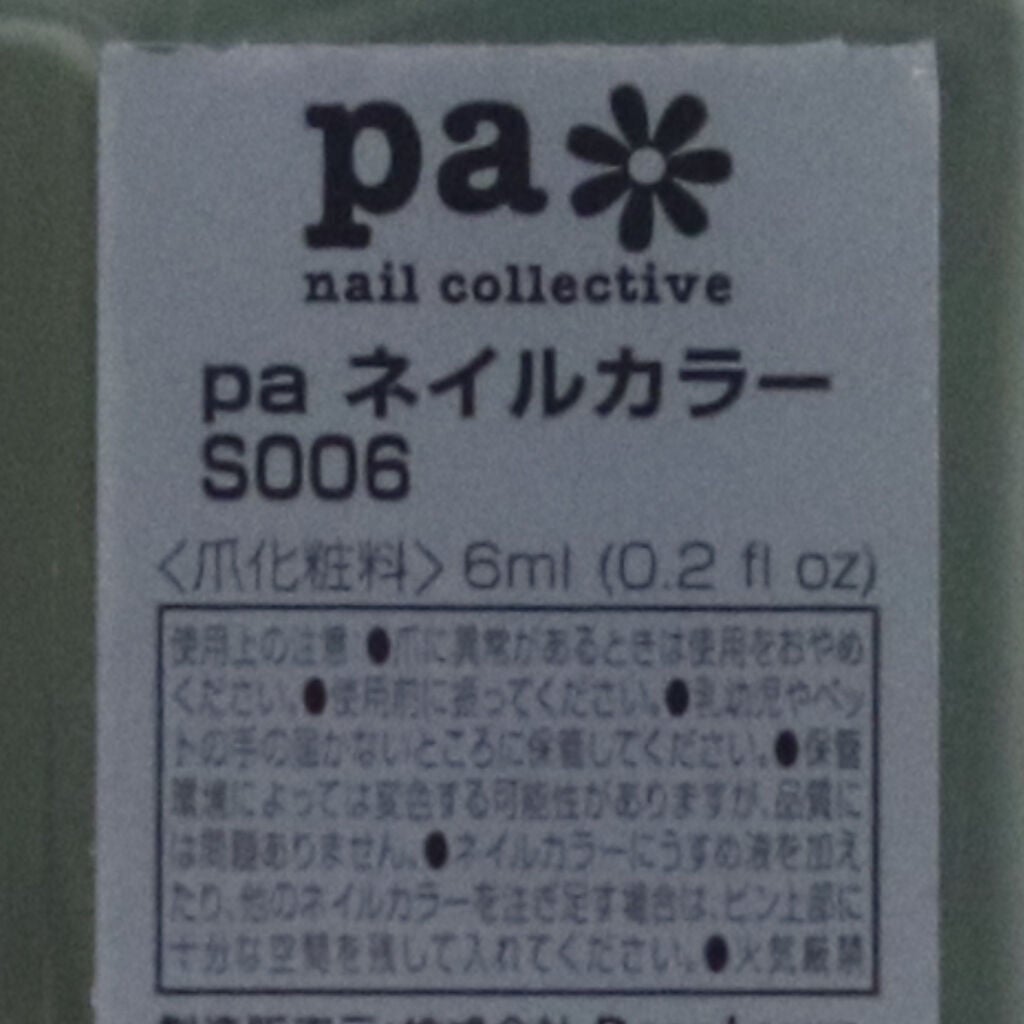 pa
nail collective
pa ネイルカラー
S006
〈爪化粧料〉6ml (0.2 fl oz)
使用上の注意 ●爪に異常があるときは使用をおやめ
ください。●使用前に振ってください。●乳幼児やペッ
トの手の届かないところに保管してください。●保管
環境によっては変色する可能性がありますが、品質に
は問題ありません。●ネイルカラーにうすめ液を加え
たり、他のネイルカラーを注ぎ足す場合は、ビン上部に
十分な空間を残して入れてください。●火気厳禁